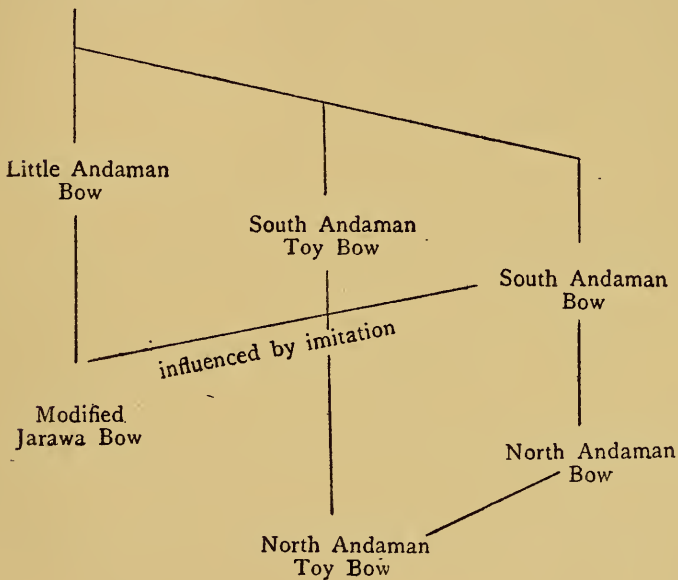 Little Andaman
Bow
South Andaman
Toy Bow
South Andaman
Bow
influenced by imitation
Modified
Jarawa Bow
North Andaman
Bow
North Andaman
Toy Bow